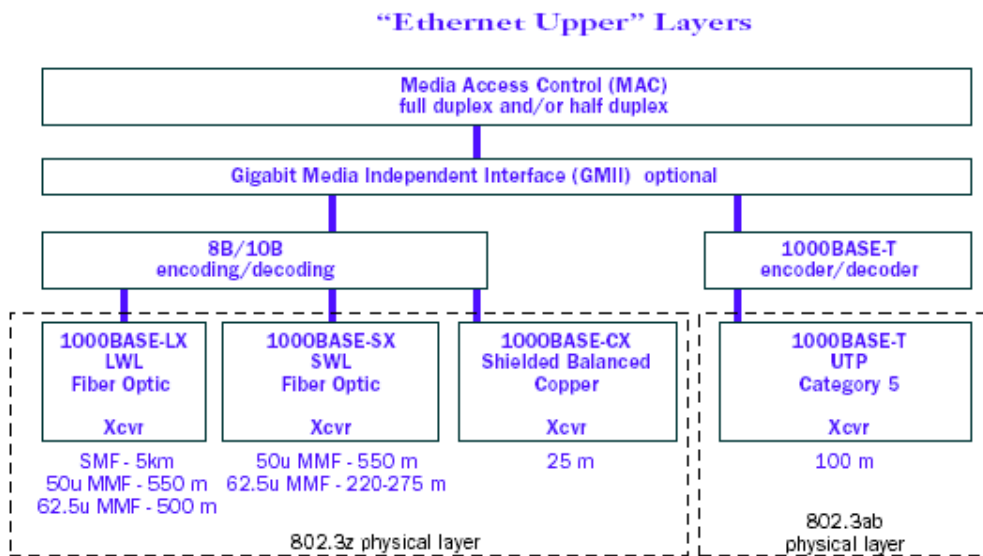 “Ethernet Upper” Layers
Media Access Control (MAC)
full duplex and/or half duplex
Gigabit Media Independent Interface (GMII) optional
8B/10B
encoding/decoding
1000BASE-T
encoder/decoder
1000BASE-LX
LWL
Fiber Optic
Xcvr
SMF - 5km
50u MMF - 550 m
62.5u MMF - 500 m
1000BASE-SX
SWL
Fiber Optic
Xcvr
50u MMF - 550 m
62.5u MMF - 220-275 m
1000BASE-CX
Shielded Balanced
Copper
Xcvr
25 m
802.3z physical layer
1000BASE-T
UTP
Category 5
Xcvr
100 m
802.3ab
physical layer